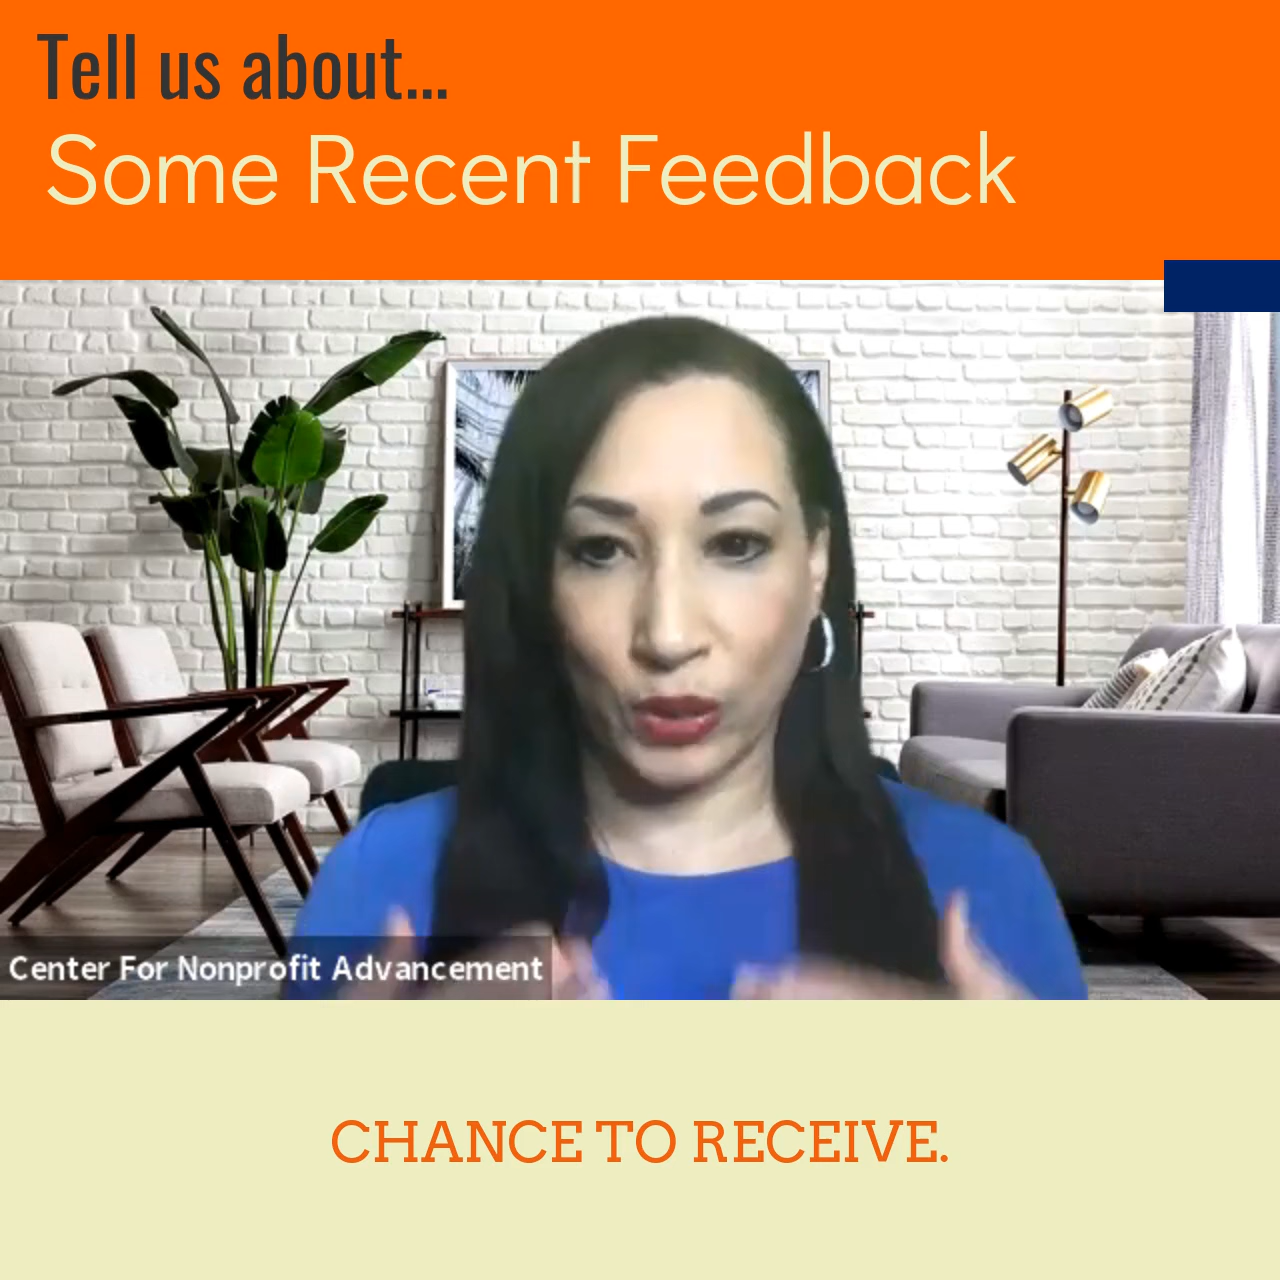 Tell us about...
Some Recent Feedback
Center For Nonprofit Advancement
CHANCE TO RECEIVE.